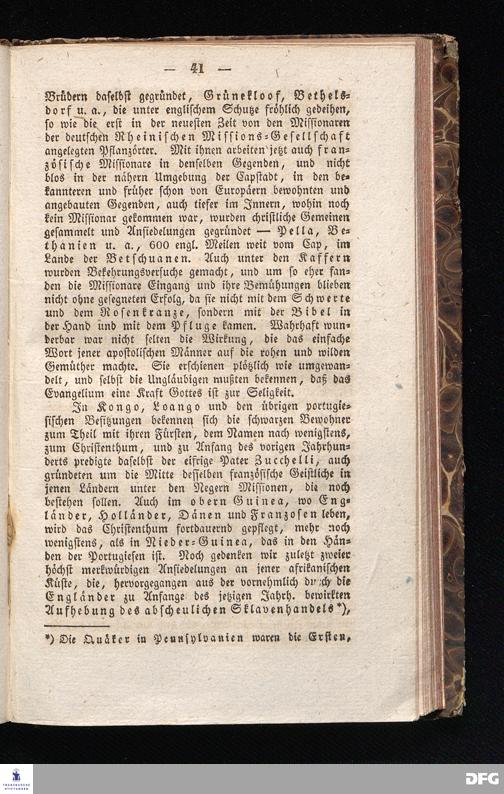 — 41 —
Brüdern daselbst gegründet, Grünekloof, Bethels-
dorf u. a., die unter englischem Schutze fröhlich gedeihen,
so wie die erst in der neuesten Zeit von den Missionaren
der deutschen Rheinischen Missions-Gesellschaft
angelegten Pflanzörter. Mit ihnen arbeiten jetzt auch fran-
zösische Missionare in denselben Gegenden, und nicht
blos in der nähern Umgebung der Capstadt, in den be-
kannteren und früher schon von Europäern bewohnten und
angebauten Gegenden, auch tiefer im Innern, wohin noch
kein Missionar gekommen war, wurden christliche Gemeinen
gesammelt und Ansiedelungen gegründet — Pella, Be-
thanien u. a., 600 engl. Meilen weit vom Cap, im
Lande der Betschuanen. Auch unter den Kaffern
wurden Bekehrungsversuche gemacht, und um so eher fan-
den die Missionare Eingang und ihre Bemühungen blieben
nicht ohne gesegneten Erfolg, da sie nicht mit dem Schwerte
und dem Rosenkranze, sondern mit der Bibel in
der Hand und mit dem Pfluge kamen. Wahrhaft wun-
derbar war nicht selten die Wirkung, die das einfache
Wort jener apostolischen Männer auf die rohen und wilden
Gemüther machte. Sie erschienen plötzlich wie umgewan-
delt, und selbst die Ungläubigen mußten bekennen, daß das
Evangelium eine Kraft Gottes ist zur Seligkeit.
In Kongo, Loango und den übrigen portugie-
sischen Besitzungen bekennen sich die schwarzen Bewohner
zum Theil mit ihren Fürsten, dem Namen nach wenigstens,
zum Christenthum, und zu Anfang des vorigen Jahrhun-
derts predigte daselbst der eifrige Pater Zucchelli, auch
gründeten um die Mitte desselben französische Geistliche in
jenen Ländern unter den Negern Missionen, die noch
bestehen sollen. Auch im obern Guinea, wo Eng-
länder, Holländer, Dänen und Franzosen leben,
wird das Christenthum fortdauernd gepflegt, mehr noch
wenigstens, als in Nieder-Guinea, das in den Hän-
den der Portugiesen ist. Noch gedenken wir zuletzt zweier
höchst merkwürdigen Ansiedelungen an jener afrikanischen
Küste, die, hervorgegangen aus der vornehmlich durch die
Engländer zu Anfange des jetzigen Jahrh. bewirkten
Aufhebung des abscheulichen Sklavenhandels*),
*) Die Quäker in Pennsylvanien waren die Ersten,
FRANCKESCHE
STIFTUNGEN
DFG